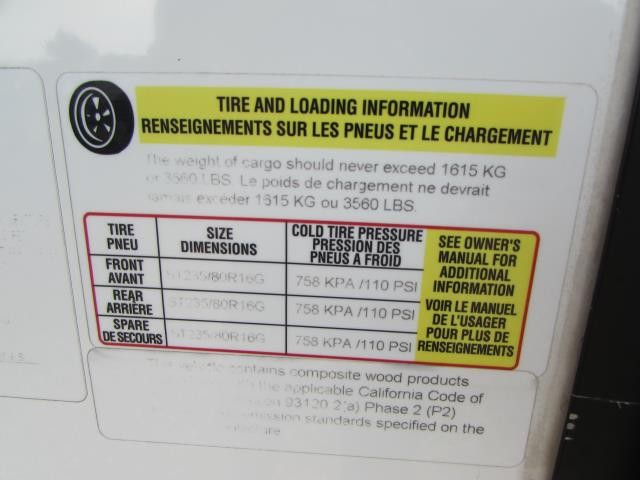 TIRE AND LOADING INFORMATION
RENSEIGNEMENTS SUR LES PNEUS ET LE CHARGEMENT
The weight of cargo should never exceed 1615 KG
or 3560 LBS. Le poids de chargement ne devrait
jamais excéder 1615 KG ou 3560 LBS.
TIRE PNEU
SIZE DIMENSIONS
COLD TIRE PRESSURE PRESSION DES PNEUS A FROID
SEE OWNER'S
MANUAL FOR
ADDITIONAL
INFORMATION
VOIR LE MANUEL
DE L'USAGER
POUR PLUS DE
RENSEIGNEMENTS
FRONT AVANT ST235/80R16G 758 KPA /110 PSI
REAR ARRIÈRE ST235/80R16G 758 KPA /110 PSI
SPARE DE SECOURS ST235/80R16G 758 KPA /110 PSI
This vehicle contains composite wood products
with the applicable California Code of
93120.2(a) Phase 2 (P2)
standards specified on the